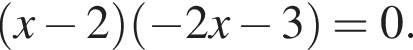 (x − 2)(−2x − 3) = 0.